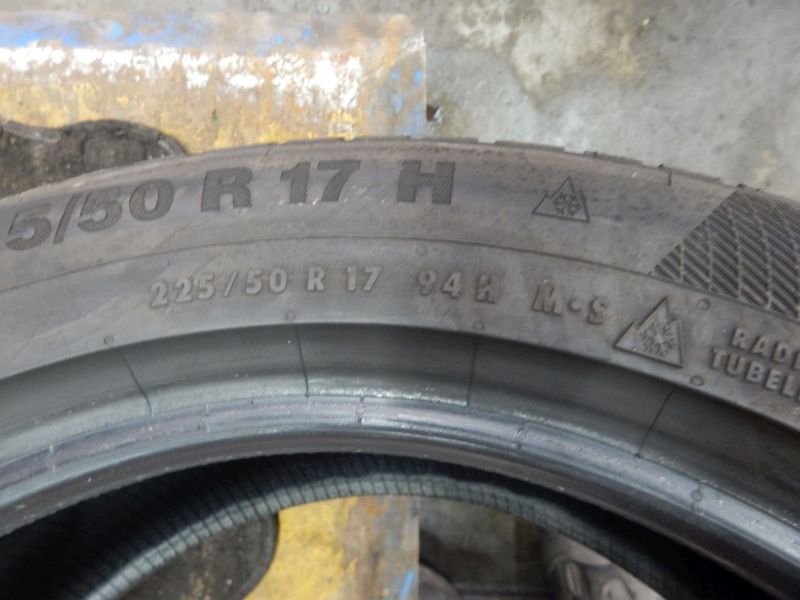 5/50 R 17 H
225/50 R 17 94 H M•S
RADI
TUBEL